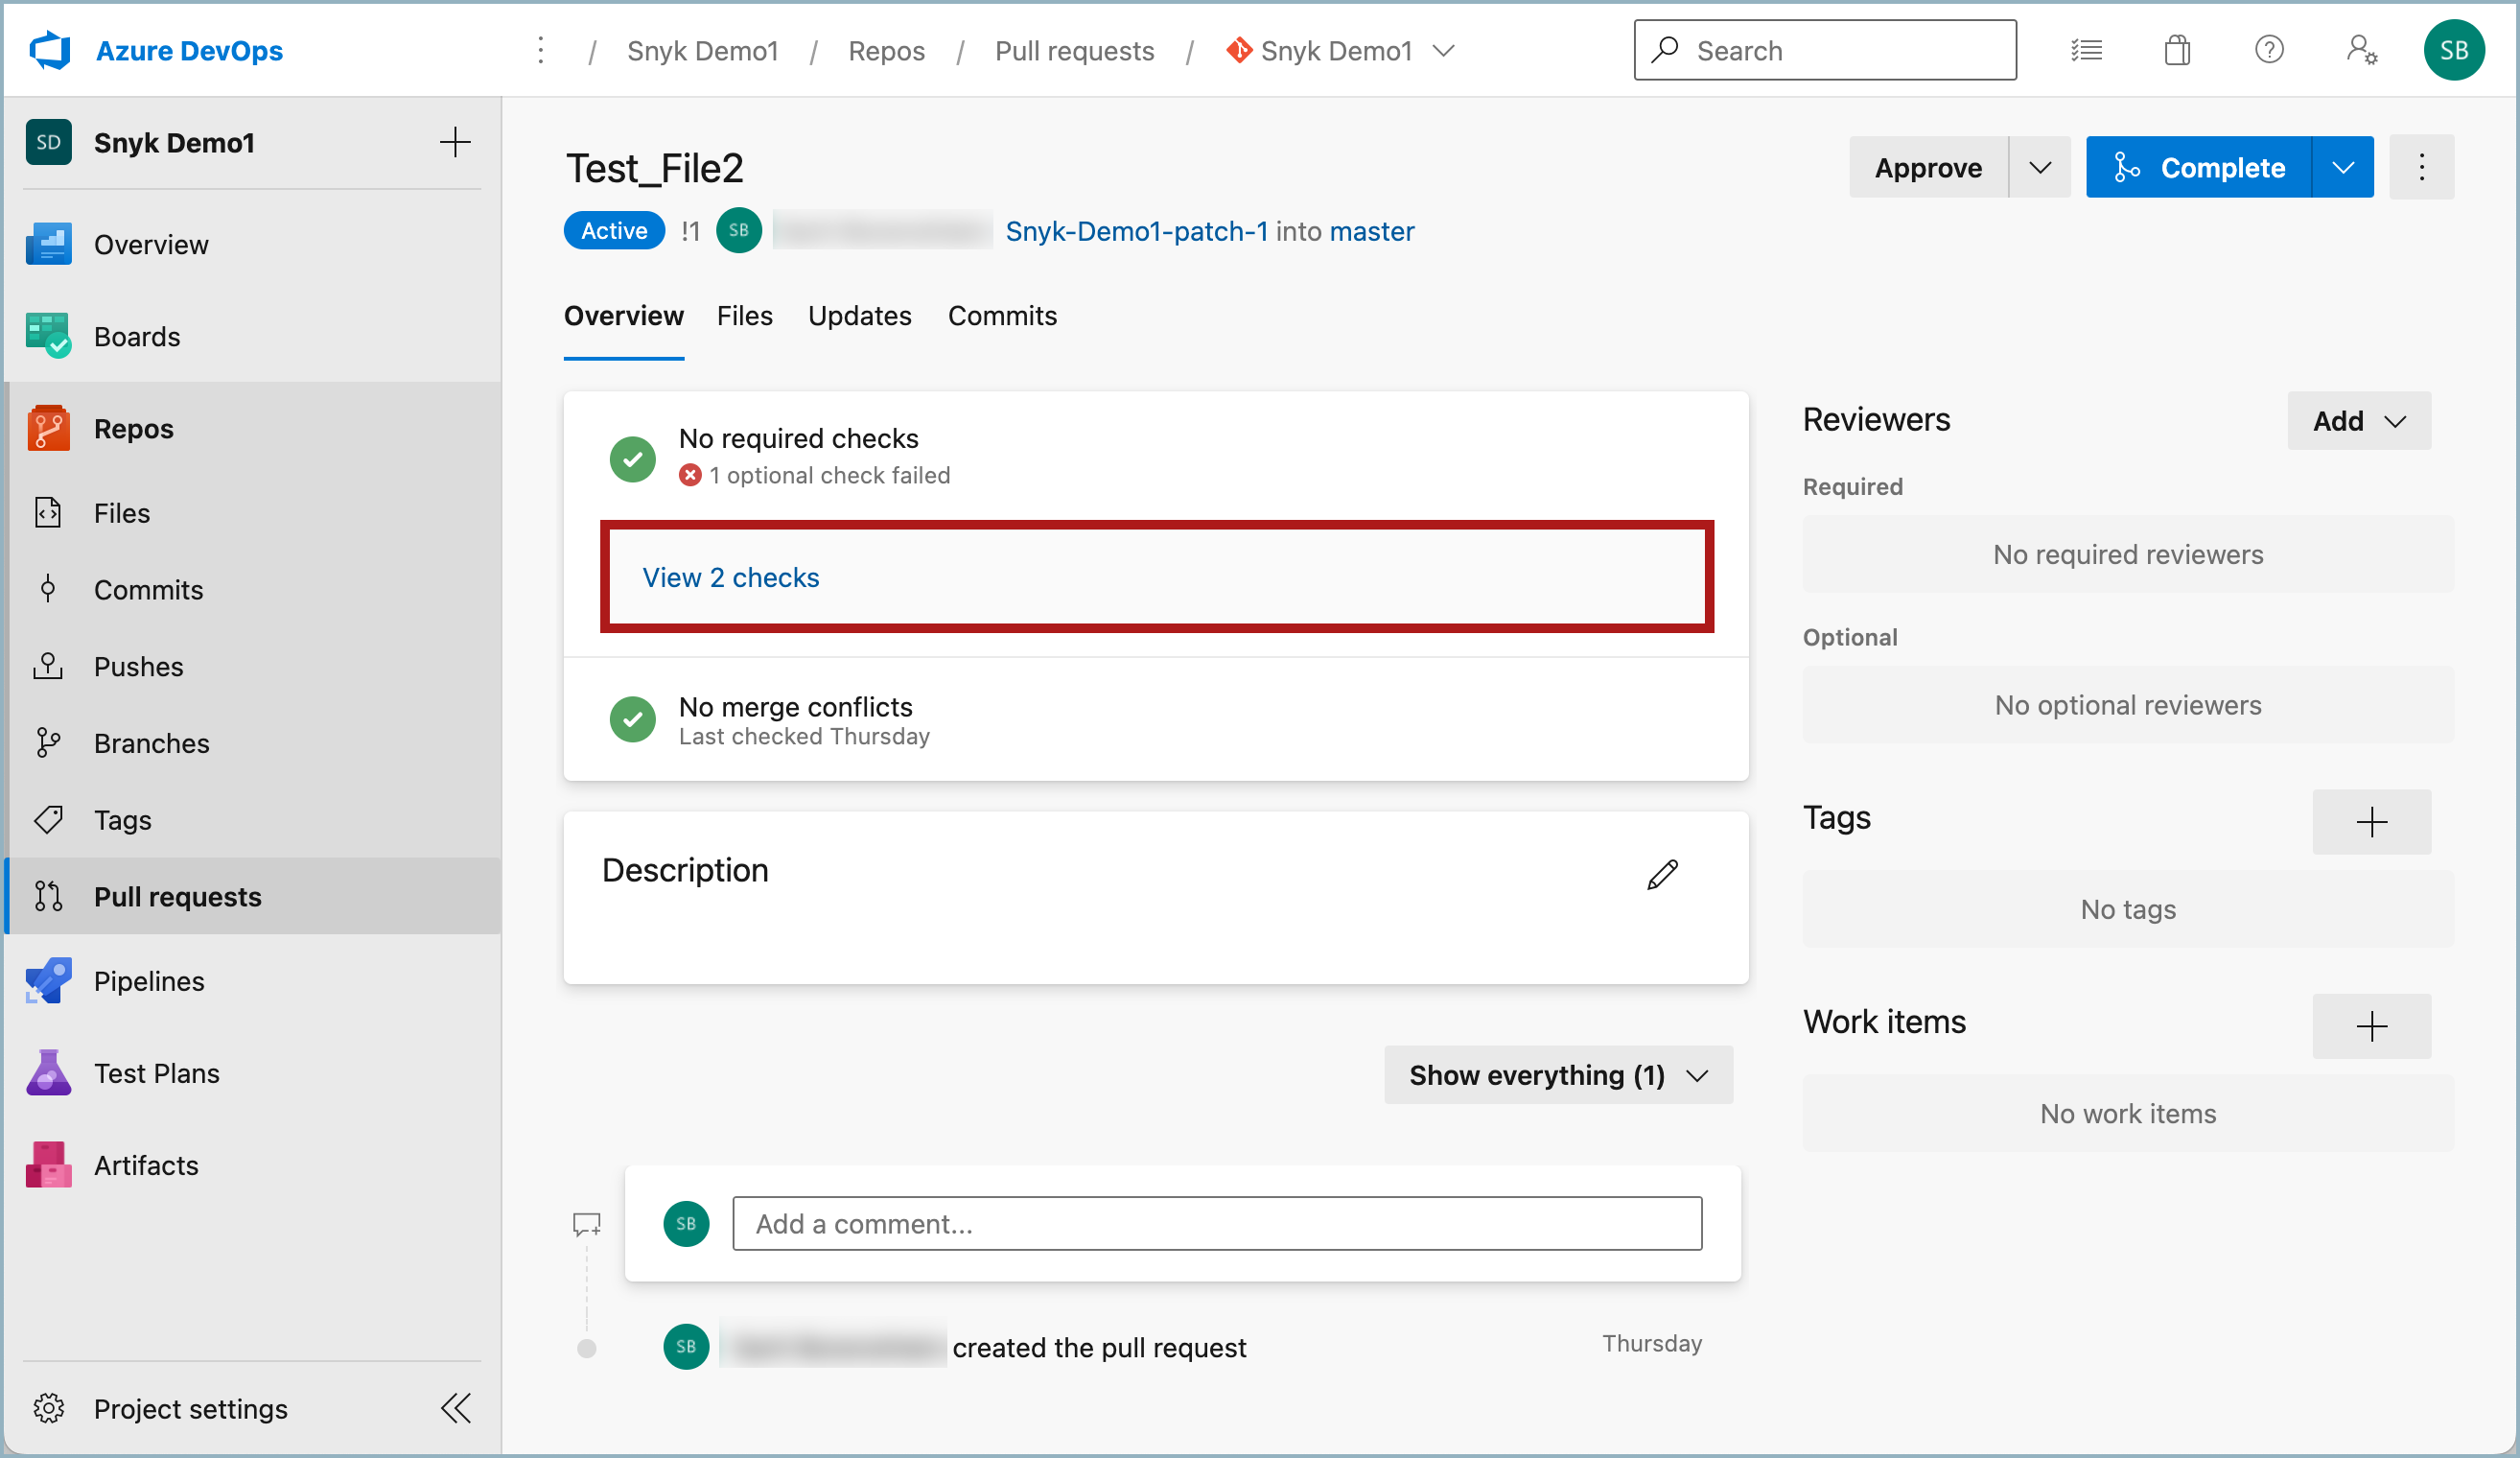 Azure DevOps
/ Snyk Demo1 / Repos / Pull requests / Snyk Demo1
Search
SB
SD Snyk Demo1
Overview
Boards
Repos
Files
Commits
Pushes
Branches
Tags
Pull requests
Pipelines
Test Plans
Artifacts
Project settings
Test_File2
Approve
Complete
Active !1 SB Snyk-Demo1-patch-1 into master
Overview Files Updates Commits
No required checks
1 optional check failed
View 2 checks
No merge conflicts
Last checked Thursday
Description
Show everything (1)
SB Add a comment...
SB created the pull request Thursday
Reviewers
Add
Required
No required reviewers
Optional
No optional reviewers
Tags
No tags
Work items
No work items